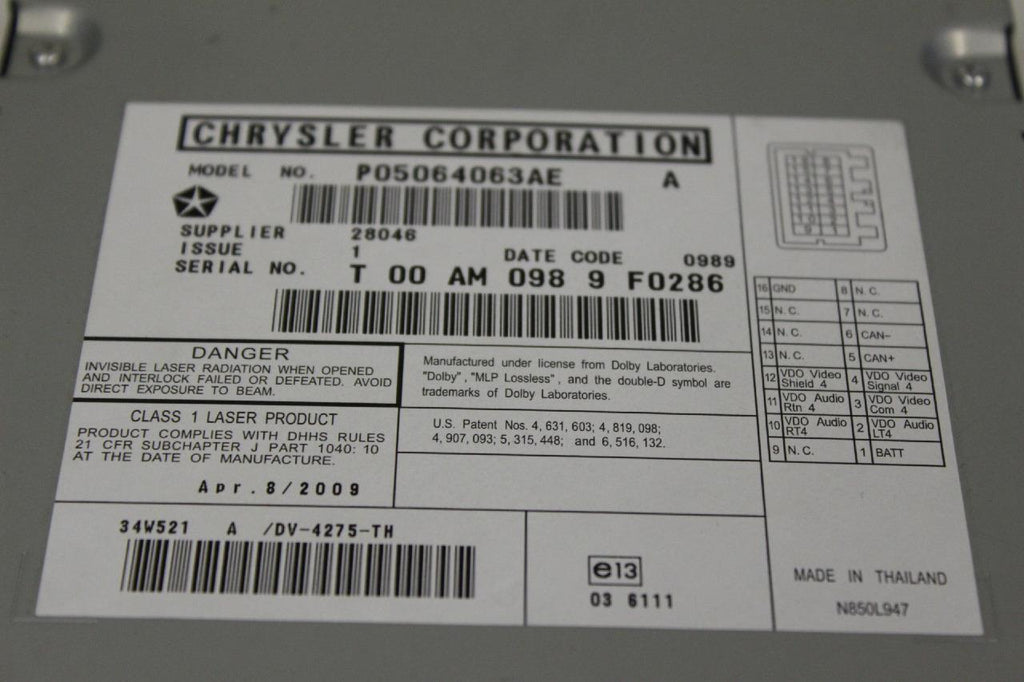 CHRYSLER CORPORATION
MODEL NO. P05064063AE A
SUPPLIER 28046
ISSUE 1 DATE CODE 0989
SERIAL NO. T 00 AM 098 9 F0286
DANGER
INVISIBLE LASER RADIATION WHEN OPENED
AND INTERLOCK FAILED OR DEFEATED. AVOID
DIRECT EXPOSURE TO BEAM.
CLASS 1 LASER PRODUCT
PRODUCT COMPLIES WITH DHHS RULES
21 CFR SUBCHAPTER J PART 1040: 10
AT THE DATE OF MANUFACTURE.
Apr. 8/2009
Manufactured under license from Dolby Laboratories.
"Dolby", "MLP Lossless", and the double-D symbol are
trademarks of Dolby Laboratories.
U.S. Patent Nos. 4, 631, 603; 4, 819, 098;
4, 907, 093; 5, 315, 448; and 6, 516, 132.
34W521 A /DV-4275-TH
e13
03 6111
16 GND 8 N.C.
15 N.C. 7 N.C.
14 N.C. 6 CAN-
13 N.C. 5 CAN+
12 VDO Video Shield 4 4 VDO Video Signal 4
11 VDO Audio Rtn 4 3 VDO Video Com 4
10 VDO Audio RT4 2 VDO Audio LT4
9 N.C. 1 BATT
MADE IN THAILAND
N850L947